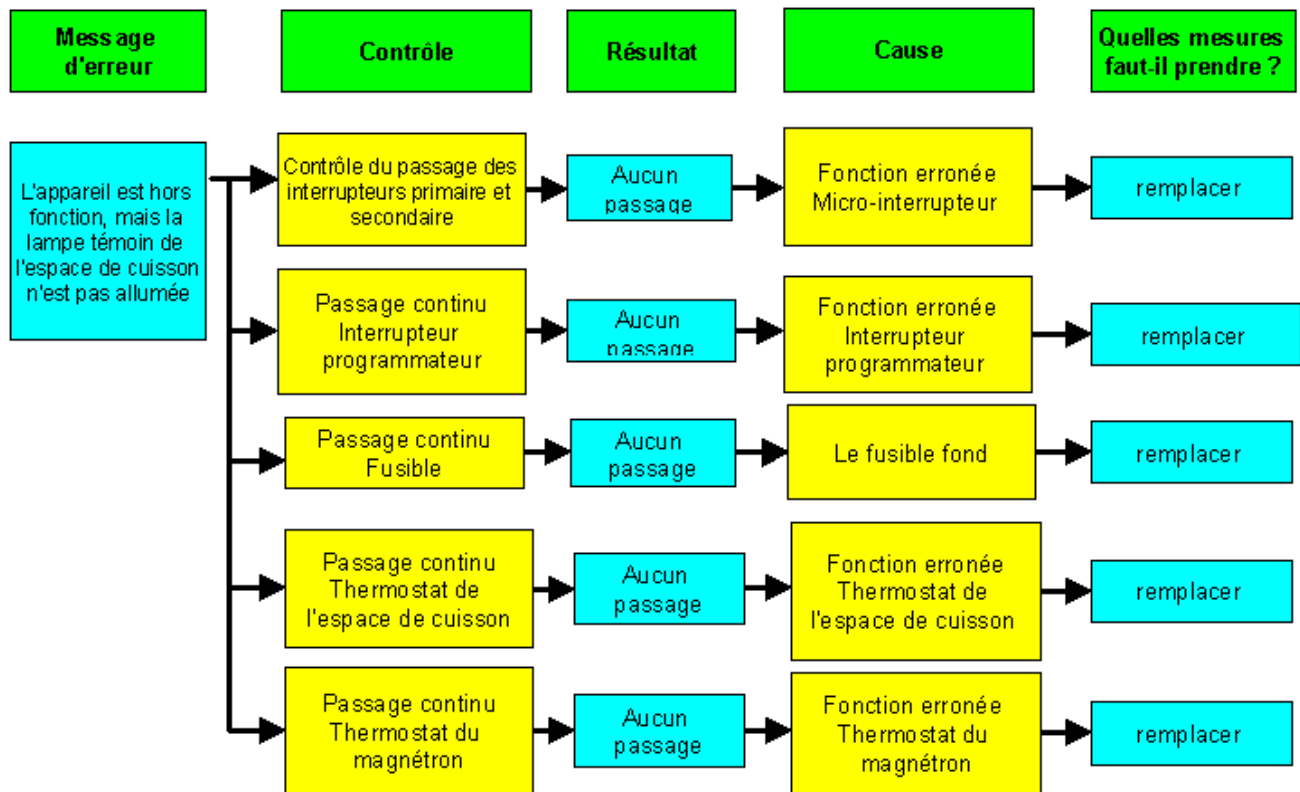 Message
d'erreur
Contrôle
Résultat
Cause
Quelles mesures
faut-il prendre ?
L'appareil est hors
fonction, mais la
lampe témoin de
l'espace de cuisson
n'est pas allumée
Contrôle du passage des
interrupteurs primaire et
secondaire
Aucun
passage
Fonction erronée
Micro-interrupteur
remplacer
Passage continu
Interrupteur
programmateur
Aucun
passage
Fonction erronée
Interrupteur
programmateur
remplacer
Passage continu
Fusible
Aucun
passage
Le fusible fond
remplacer
Passage continu
Thermostat de
l'espace de cuisson
Aucun
passage
Fonction erronée
Thermostat de
l'espace de cuisson
remplacer
Passage continu
Thermostat du
magnétron
Aucun
passage
Fonction erronée
Thermostat du
magnétron
remplacer